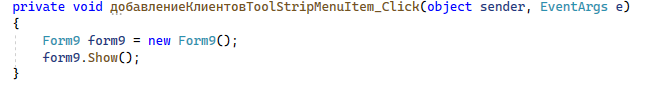 private void добавлениеКлиентовToolStripMenuItem_Click(object sender, EventArgs e)
{
Form9 form9 = new Form9();
form9.Show();
}